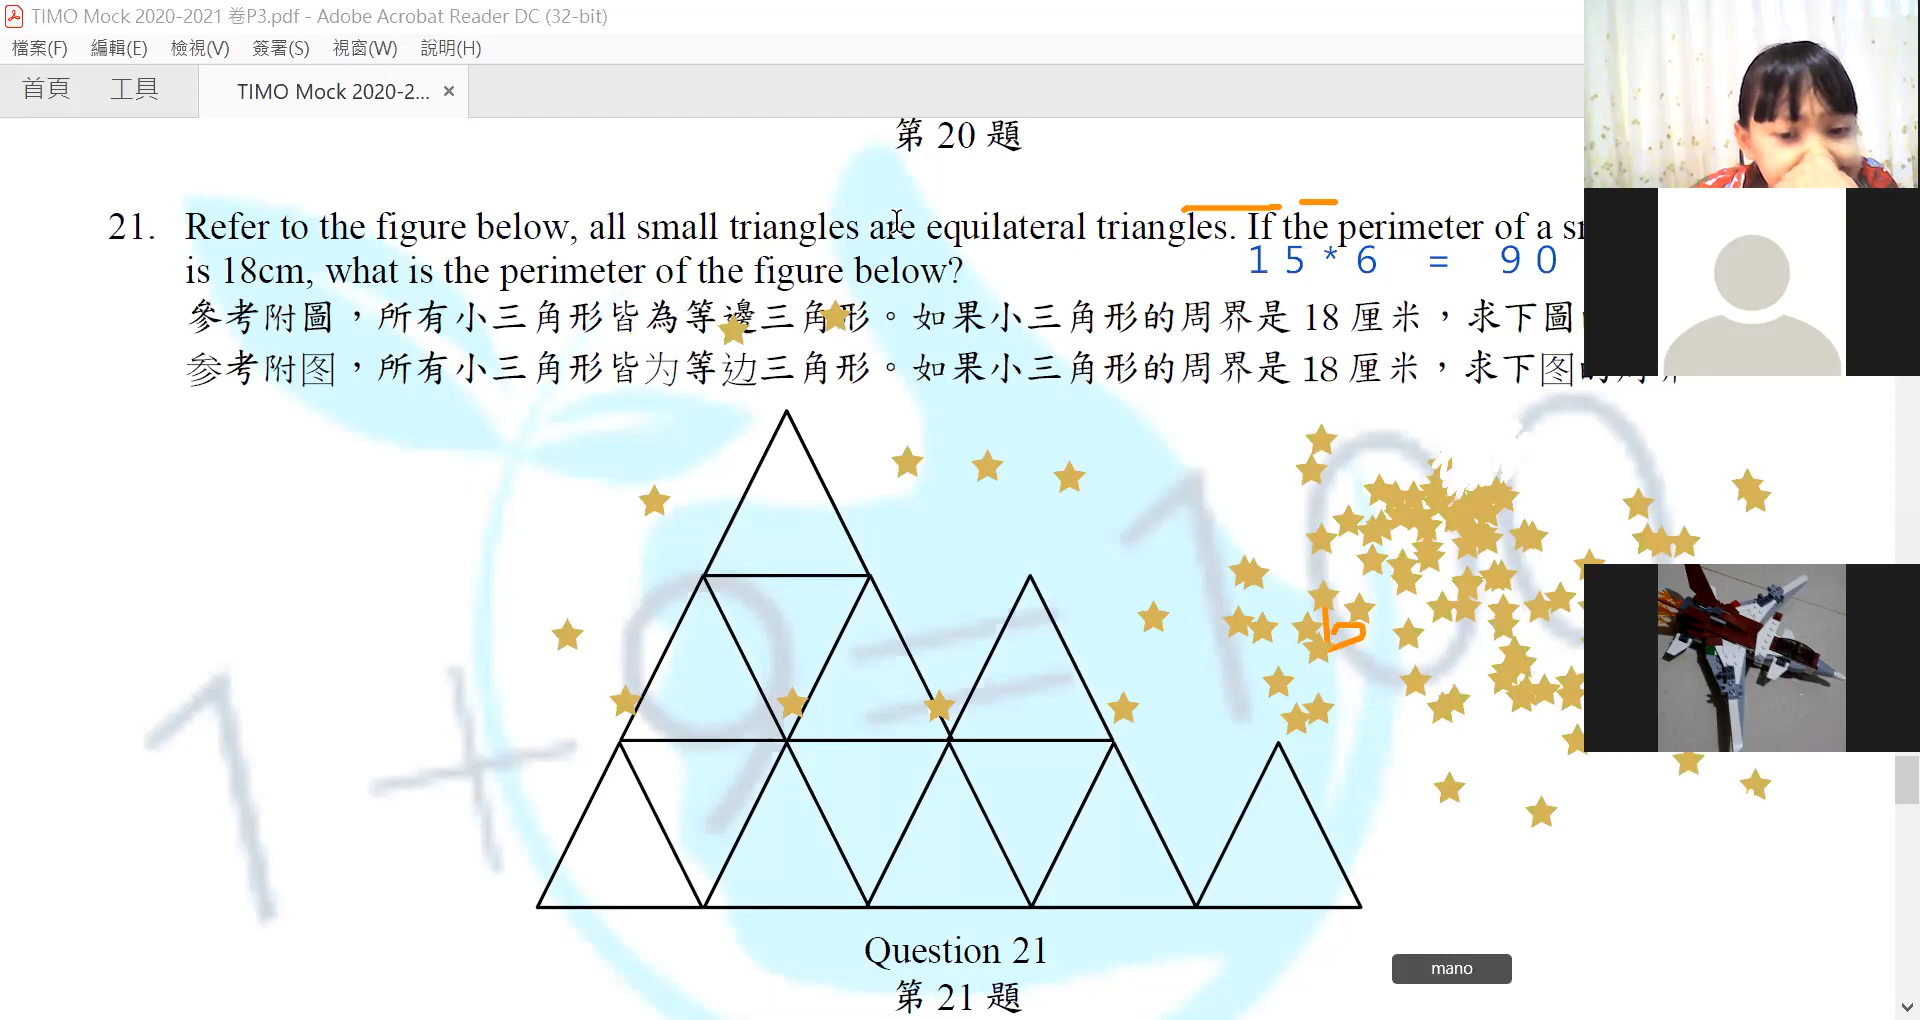 TIMO Mock 2020-2021 卷P3.pdf - Adobe Acrobat Reader DC (32-bit)
檔案(F) 編輯(E) 檢視(V) 簽署(S) 視窗(W) 說明(H)
首頁 工具 TIMO Mock 2020-2... ×
第 20 題
21. Refer to the figure below, all small triangles are equilateral triangles. If the perimeter of a
is 18cm, what is the perimeter of the figure below?
15*6 = 90
參考附圖，所有小三角形皆為等邊三角形。如果小三角形的周界是 18 厘米，求下圖
参考附图，所有小三角形皆为等边三角形。如果小三角形的周界是 18 厘米，求下图的周
1+9=100
Question 21
第 21 題
mano